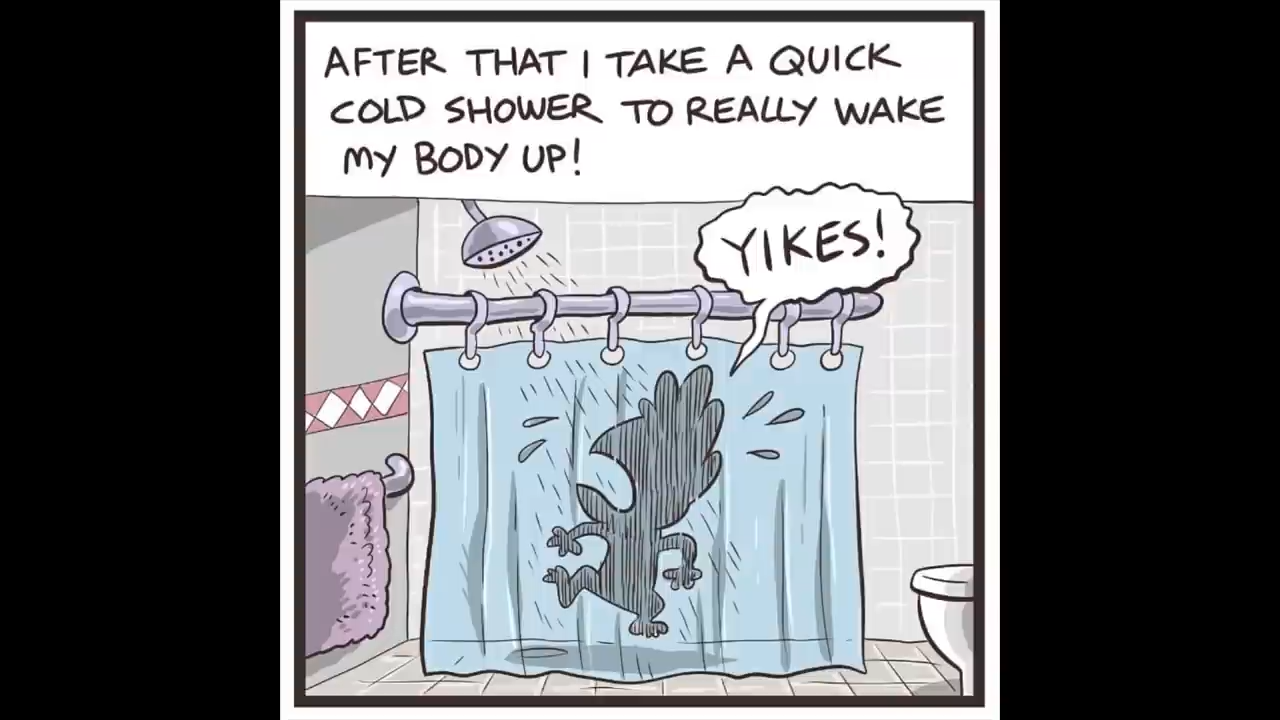 AFTER THAT I TAKE A QUICK
COLD SHOWER TO REALLY WAKE
MY BODY UP!
YIKES!